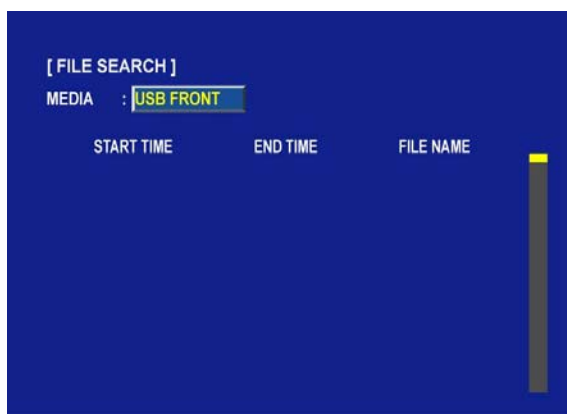 [ FILE SEARCH ]
MEDIA : USB FRONT
START TIME END TIME FILE NAME